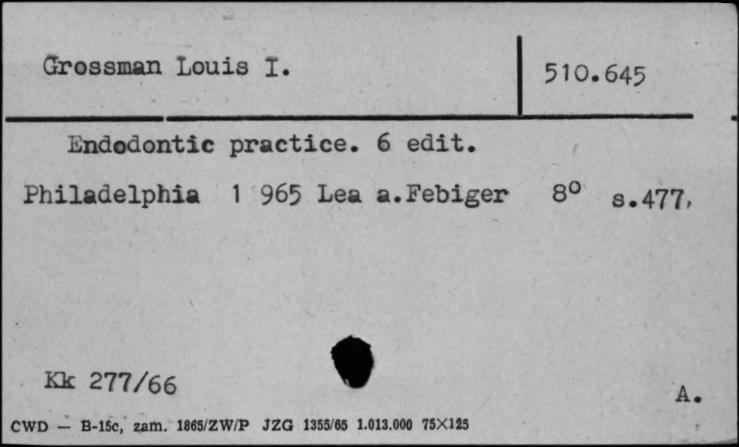 Grossman Louis I.
510.645
Endodontic practice. 6 edit.
Philadelphia 1 965 Lea a.Febiger 8º s.477,
Kk 277/66
A.
CWD — B-15c, zam. 1865/ZW/P JZG 1355/65 1.013.000 75X125